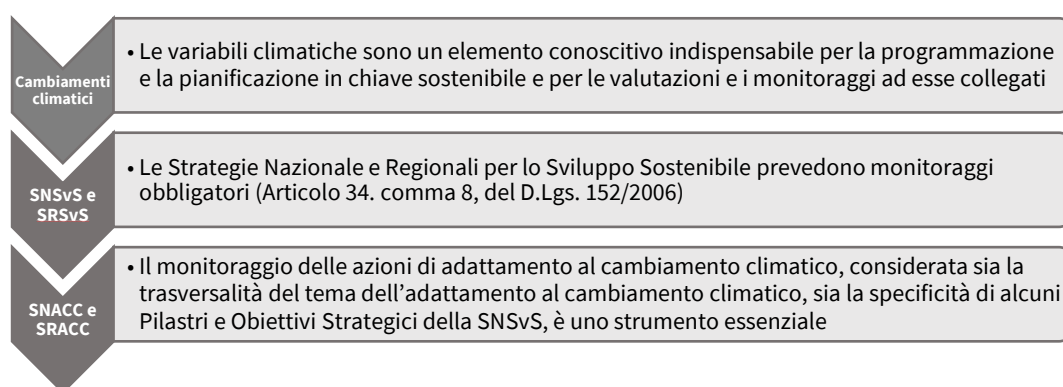 Cambiamenti
climatici
• Le variabili climatiche sono un elemento conoscitivo indispensabile per la programmazione
e la pianificazione in chiave sostenibile e per le valutazioni e i monitoraggi ad esse collegati
SNSvS e
SRSvS
• Le Strategie Nazionale e Regionali per lo Sviluppo Sostenibile prevedono monitoraggi
obbligatori (Articolo 34. comma 8, del D.Lgs. 152/2006)
SNACC e
SRACC
• Il monitoraggio delle azioni di adattamento al cambiamento climatico, considerata sia la
trasversalità del tema dell’adattamento al cambiamento climatico, sia la specificità di alcuni
Pilastri e Obiettivi Strategici della SNSvS, è uno strumento essenziale